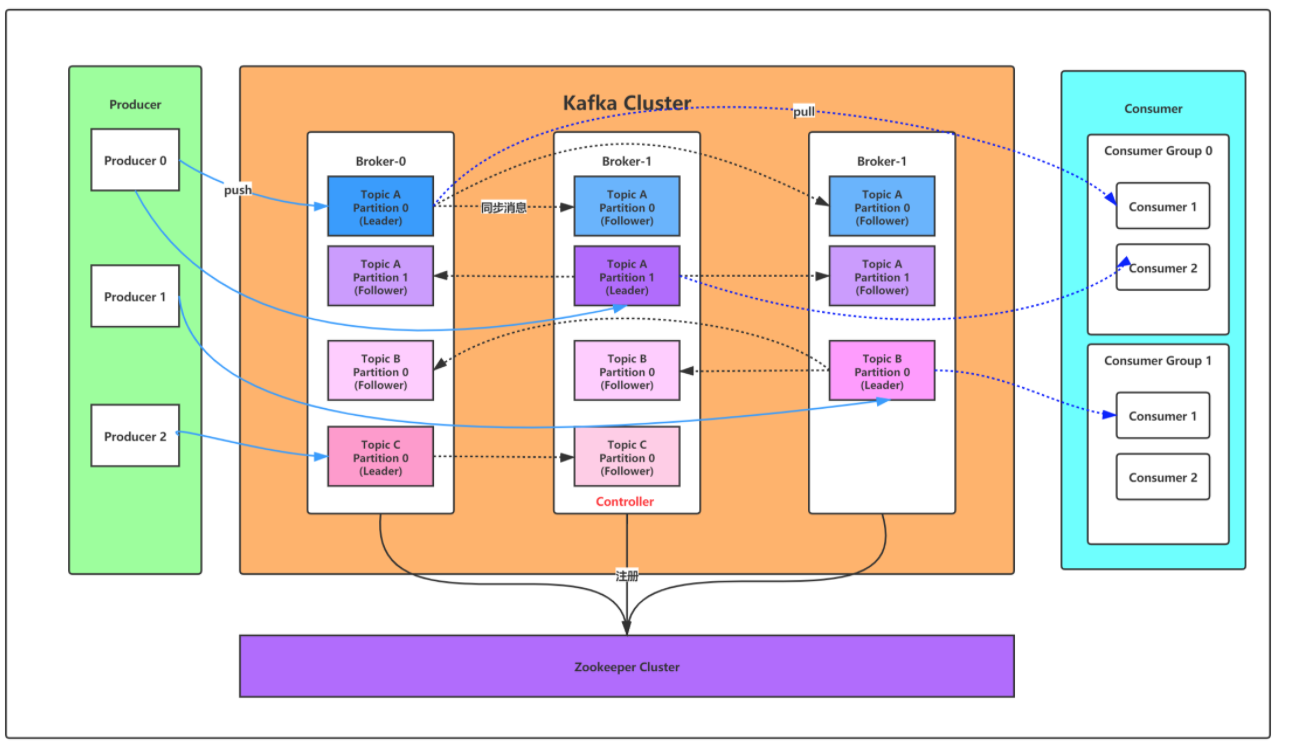 Producer
Producer 0
Producer 1
Producer 2
push
Kafka Cluster
pull
Broker-0
Topic A
Partition 0
(Leader)
Topic A
Partition 1
(Follower)
Topic B
Partition 0
(Follower)
Topic C
Partition 0
(Leader)
同步消息
Broker-1
Topic A
Partition 0
(Follower)
Topic A
Partition 1
(Leader)
Topic B
Partition 0
(Follower)
Topic C
Partition 0
(Follower)
Controller
Broker-1
Topic A
Partition 0
(Follower)
Topic A
Partition 1
(Follower)
Topic B
Partition 0
(Leader)
Consumer
Consumer Group 0
Consumer 1
Consumer 2
Consumer Group 1
Consumer 1
Consumer 2
注册
Zookeeper Cluster